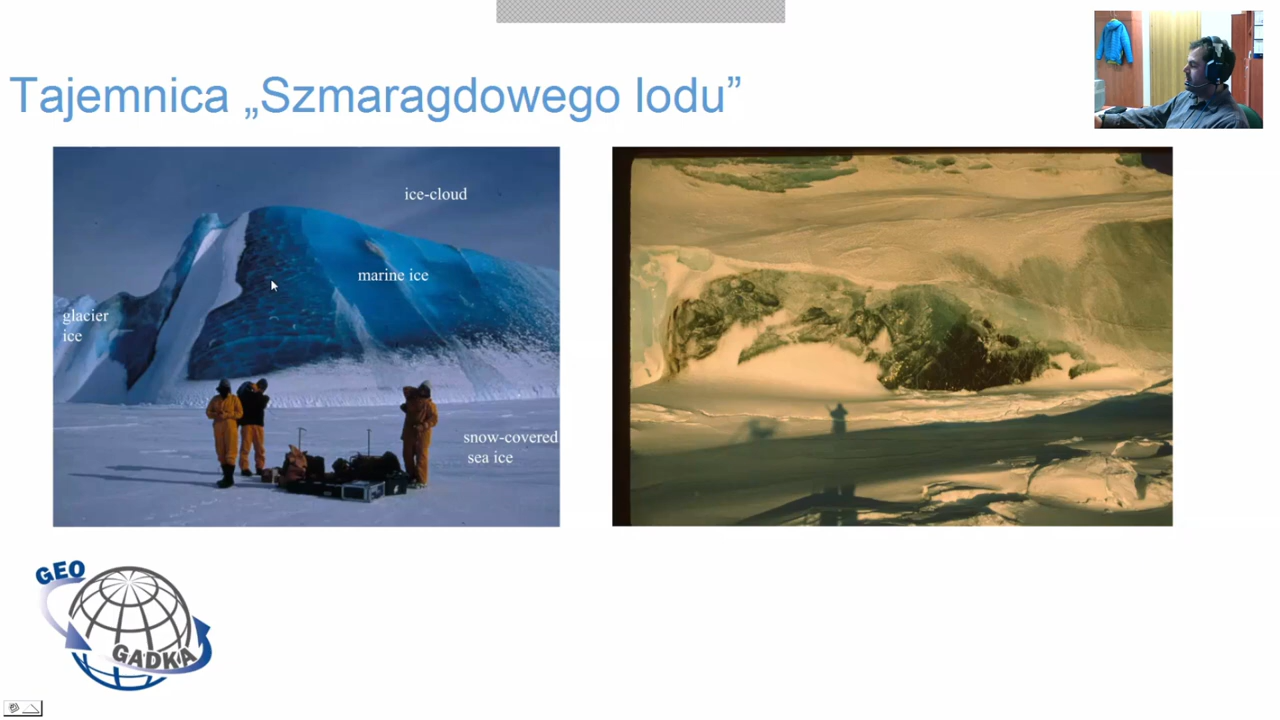 Tajemnica „Szmaragdowego lodu”
ice-cloud
marine ice
glacier
ice
snow-covered
sea ice
GEO
GADKA